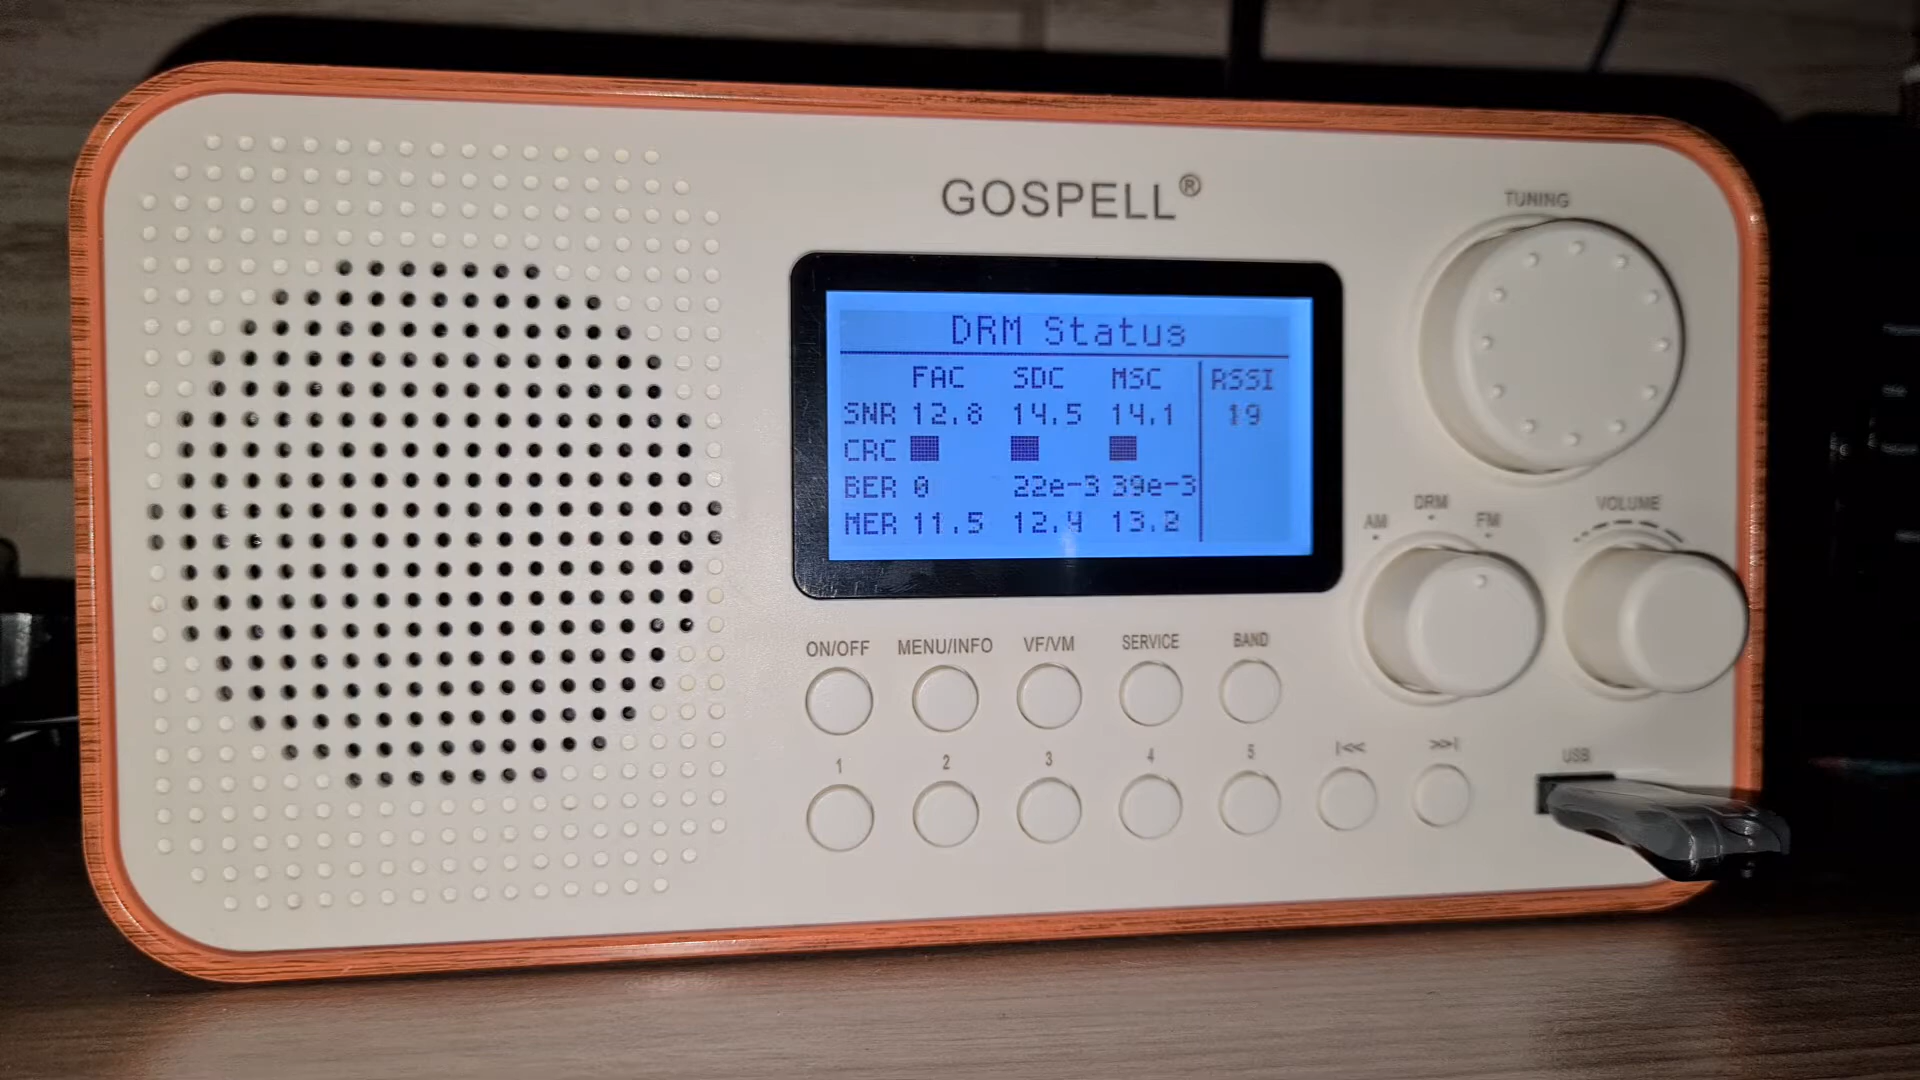 GOSPELL®
TUNING
DRM Status
FAC SDC MSC RSSI
SNR 12.8 14.5 14.1 19
CRC
BER 0 22e-3 39e-3
MER 11.5 12.4 13.2
AM DRM FM
VOLUME
ON/OFF MENU/INFO VF/VM SERVICE BAND
1 2 3 4 5 |<< >>|
USB